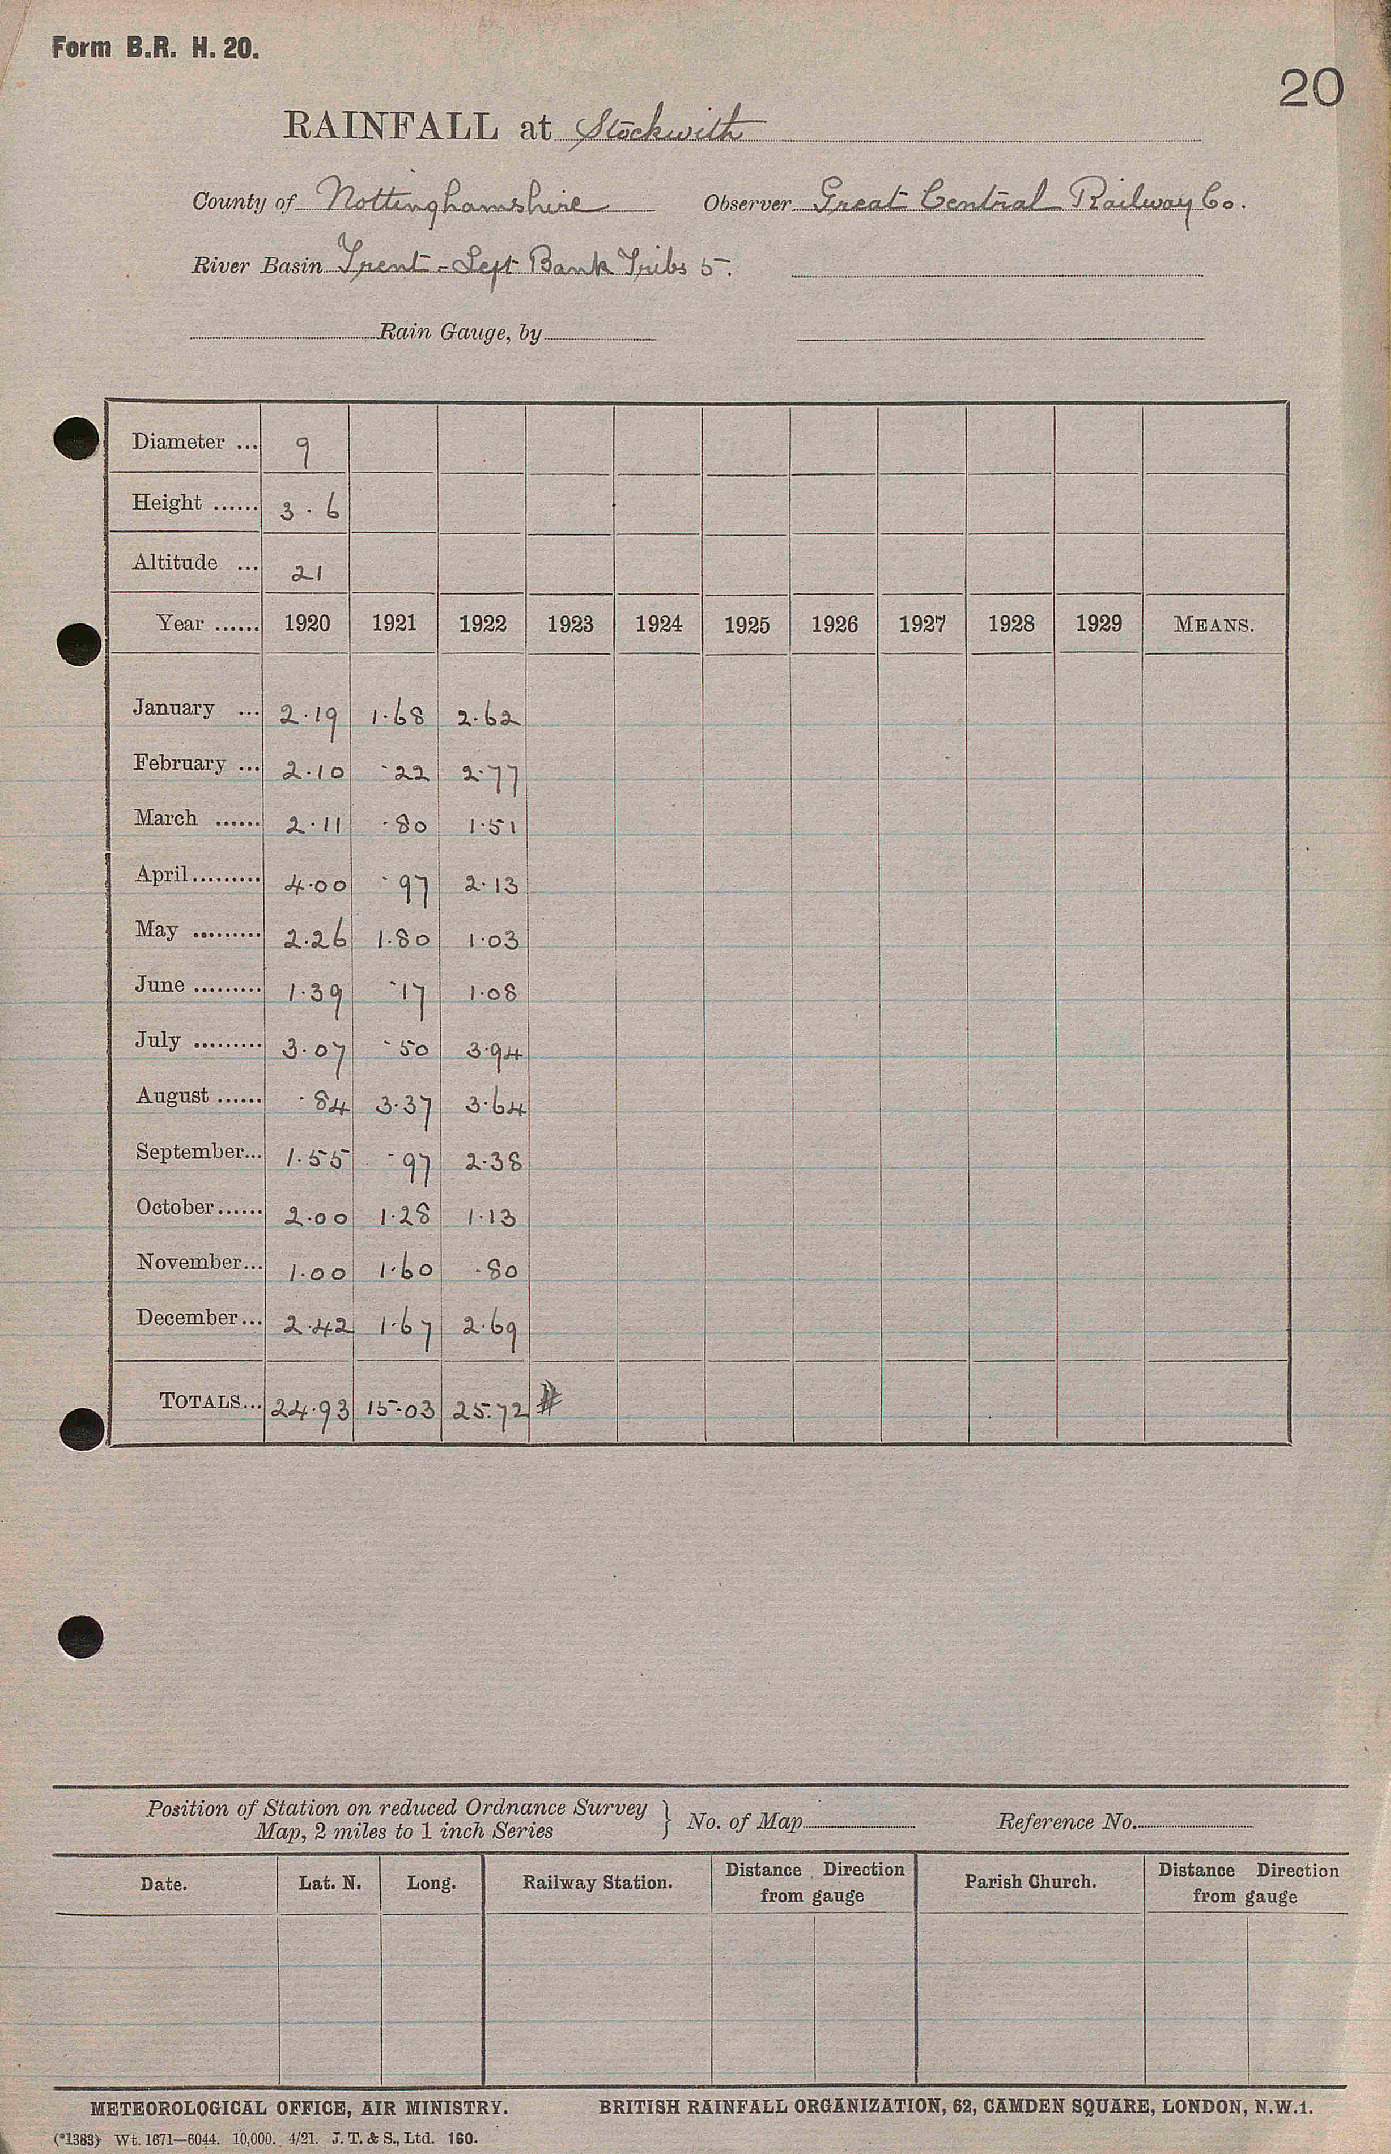 Form B.R. H. 20.
20
RAINFALL at Stockwith
County of Nottinghamshire Observer Great Central Railway Co.
River Basin Trent - Left Bank Tribs 5.
Rain Gauge, by
Diameter ... 9
Height ...... 3.6
Altitude ... 21
Year ...... 1920 1921 1922 1923 1924 1925 1926 1927 1928 1929 MEANS.
January ... 2.19 1.68 2.62
February ... 2.10 .22 2.77
March ...... 2.11 .80 1.51
April ......... 4.00 .97 2.13
May ......... 2.26 1.80 1.03
June ......... 1.39 .17 1.08
July ......... 3.07 .50 3.94
August ...... .84 3.37 3.64
September... 1.55 .97 2.38
October ...... 2.00 1.28 1.13
November... 1.00 1.60 .80
December... 2.42 1.67 2.69
TOTALS... 24.93 15.03 25.72 #
Position of Station on reduced Ordnance Survey
Map, 2 miles to 1 inch Series } No. of Map Reference No.
Date. Lat. N. Long. Railway Station. Distance Direction from gauge Parish Church. Distance Direction from gauge
METEOROLOGICAL OFFICE, AIR MINISTRY. BRITISH RAINFALL ORGANIZATION, 62, CAMDEN SQUARE, LONDON, N.W.1.
(*1383) Wt. 1671—6044. 10,000. 4/21. J. T. & S., Ltd. 160.